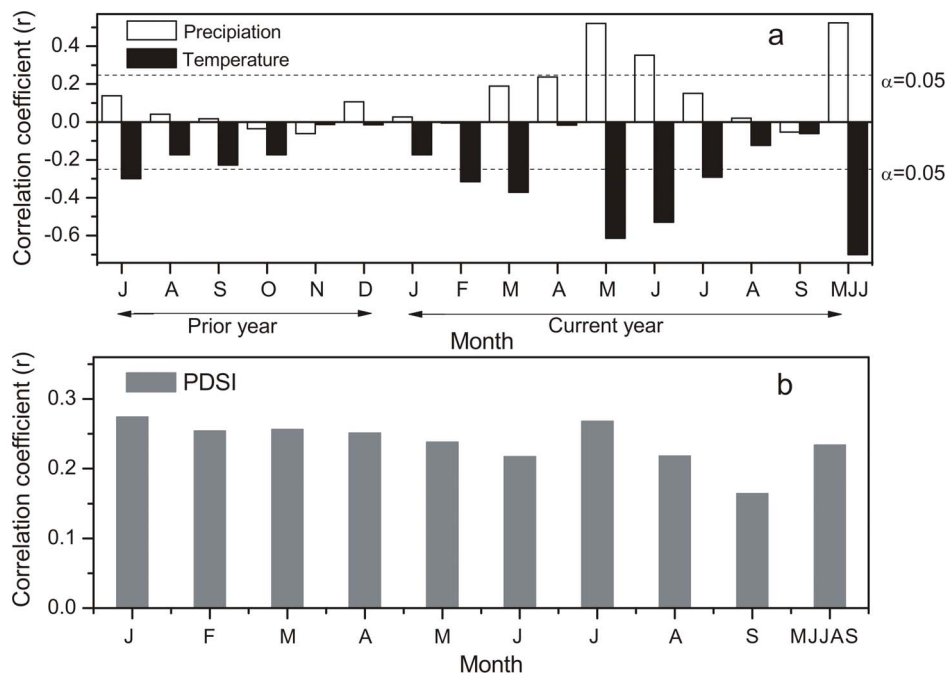 a
Precipiation
Temperature
Correlation coefficient (r)
0.4
0.2
0.0
-0.2
-0.4
-0.6
α=0.05
α=0.05
J A S O N D J F M A M J J A S MJJ
Prior year Current year
Month
b
PDSI
Correlation coefficient (r)
0.3
0.2
0.1
0.0
J F M A M J J A S MJJAS
Month